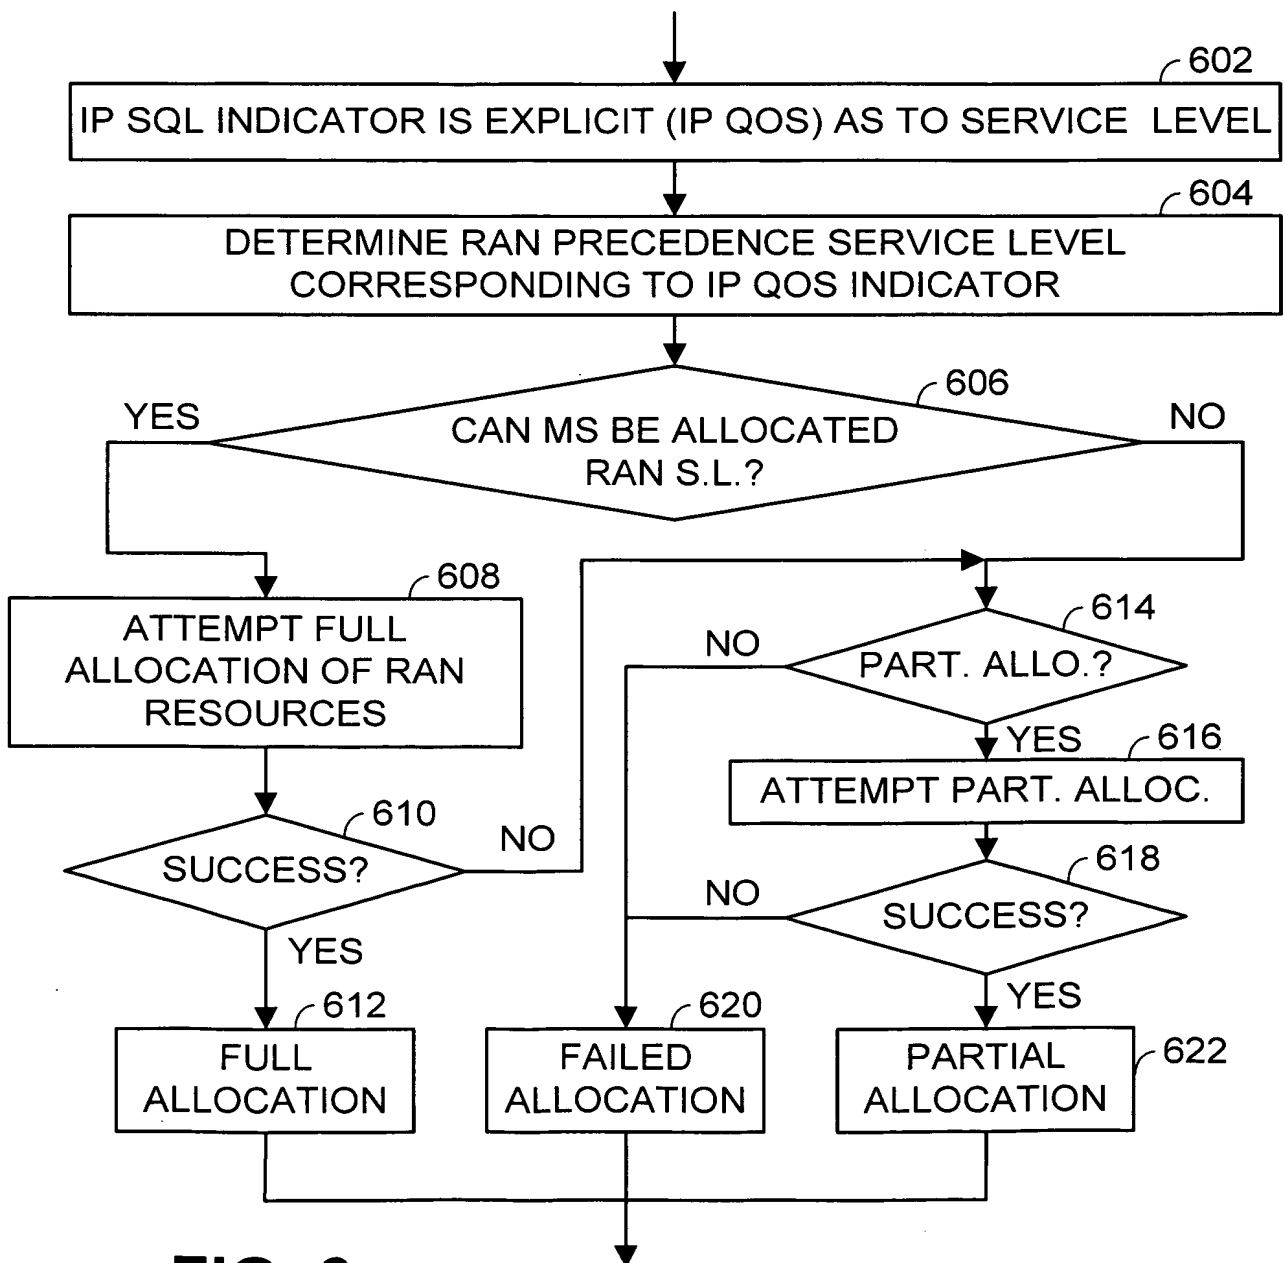 602
IP SQL INDICATOR IS EXPLICIT (IP QOS) AS TO SERVICE LEVEL
604
DETERMINE RAN PRECEDENCE SERVICE LEVEL
CORRESPONDING TO IP QOS INDICATOR
606
YES
NO
CAN MS BE ALLOCATED
RAN S.L.?
608
ATTEMPT FULL
ALLOCATION OF RAN
RESOURCES
614
NO
PART. ALLO.?
YES
616
ATTEMPT PART. ALLOC.
610
NO
SUCCESS?
YES
618
NO
SUCCESS?
YES
612
FULL
ALLOCATION
620
FAILED
ALLOCATION
622
PARTIAL
ALLOCATION